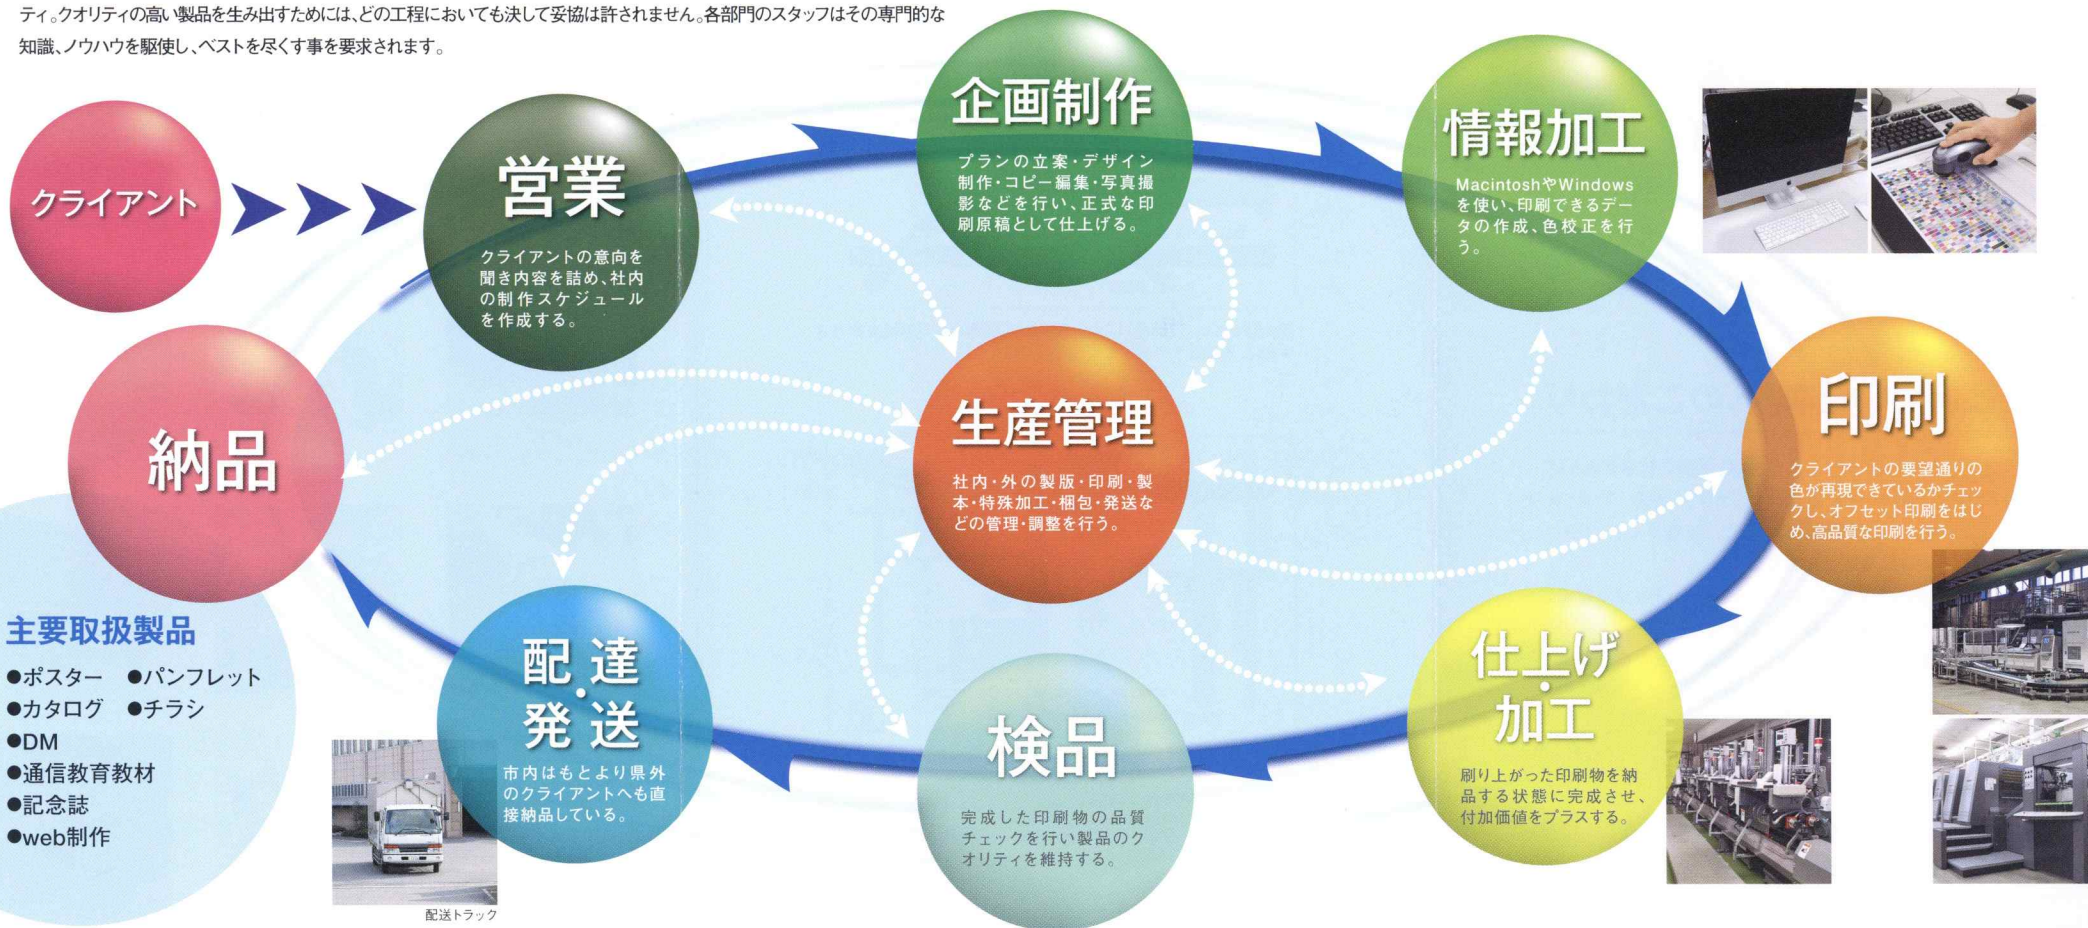 ティ。クオリティの高い製品を生み出すためには、どの工程においても決して妥協は許されません。各部門のスタッフはその専門的な
知識、ノウハウを駆使し、ベストを尽くす事を要求されます。
クライアント
営業
クライアントの意向を
聞き内容を詰め、社内
の制作スケジュール
を作成する。
企画制作
プランの立案・デザイン
制作・コピー編集・写真撮
影などを行い、正式な印
刷原稿として仕上げる。
情報加工
MacintoshやWindows
を使い、印刷できるデー
タの作成、色校正を行
う。
印刷
クライアントの要望通りの
色が再現できているかチェッ
クし、オフセット印刷をはじ
め、高品質な印刷を行う。
生産管理
社内・外の製版・印刷・製
本・特殊加工・梱包・発送な
どの管理・調整を行う。
仕上げ
・
加工
刷り上がった印刷物を納
品する状態に完成させ、
付加価値をプラスする。
検品
完成した印刷物の品質
チェックを行い製品のク
オリティを維持する。
配達
・
発送
市内はもとより県外
のクライアントへも直
接納品している。
配送トラック
納品
主要取扱製品
●ポスター ●パンフレット
●カタログ ●チラシ
●DM
●通信教育教材
●記念誌
●web制作